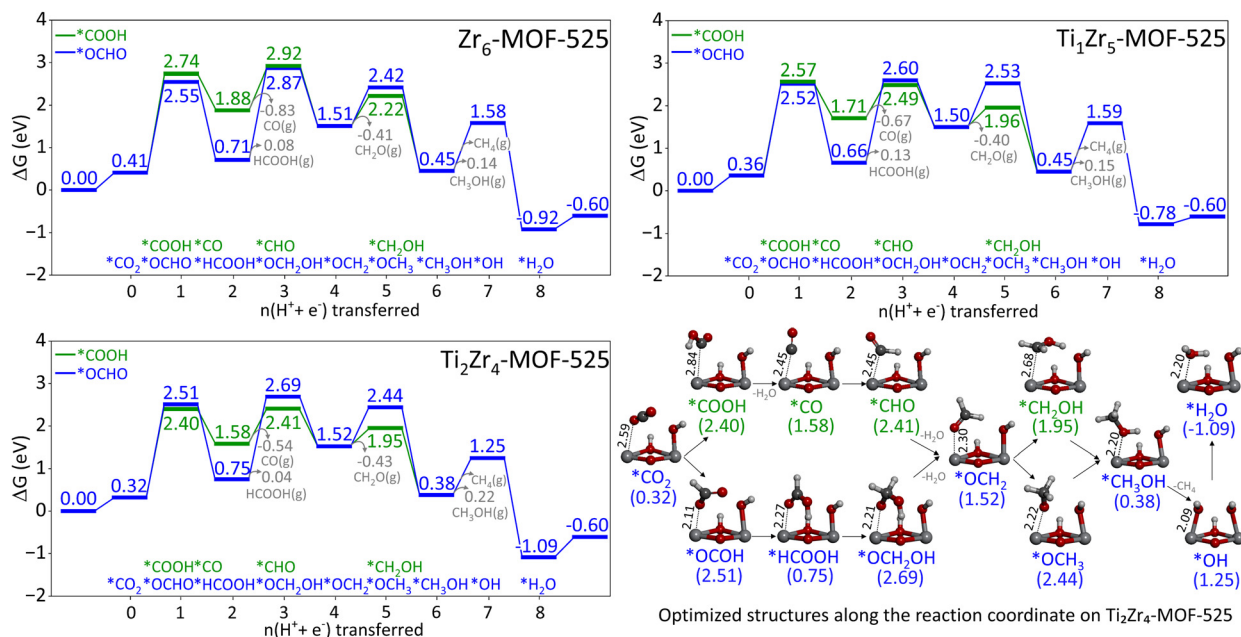 Zr₆-MOF-525
*COOH
*OCHO
ΔG (eV)
4
3
2
1
0
−1
−2
0.00
0.41
2.74
2.55
1.88
0.71
2.92
2.87
-0.83
CO(g)
0.08
HCOOH(g)
1.51
2.42
2.22
-0.41
CH₂O(g)
0.45
1.58
CH₄(g)
0.14
CH₃OH(g)
-0.92
-0.60
*COOH *CO *CHO *CH₂OH
*CO₂ *OCHO *HCOOH *OCH₂OH *OCH₂ *OCH₃ *CH₃OH *OH *H₂O
0 1 2 3 4 5 6 7 8
n(H⁺+ e⁻) transferred
Ti₁Zr₅-MOF-525
*COOH
*OCHO
ΔG (eV)
4
3
2
1
0
−1
−2
0.00
0.36
2.57
2.52
1.71
0.66
2.60
2.49
-0.67
CO(g)
0.13
HCOOH(g)
1.50
2.53
1.96
-0.40
CH₂O(g)
0.45
1.59
CH₄(g)
0.15
CH₃OH(g)
-0.78
-0.60
*COOH *CO *CHO *CH₂OH
*CO₂ *OCHO *HCOOH *OCH₂OH *OCH₂ *OCH₃ *CH₃OH *OH *H₂O
0 1 2 3 4 5 6 7 8
n(H⁺+ e⁻) transferred
Ti₂Zr₄-MOF-525
*COOH
*OCHO
ΔG (eV)
4
3
2
1
0
−1
−2
0.00
0.32
2.51
2.40
1.58
0.75
2.69
2.41
-0.54
CO(g)
0.04
HCOOH(g)
1.52
2.44
1.95
-0.43
CH₂O(g)
0.38
1.25
CH₄(g)
0.22
CH₃OH(g)
-1.09
-0.60
*COOH *CO *CHO *CH₂OH
*CO₂ *OCHO *HCOOH *OCH₂OH *OCH₂ *OCH₃ *CH₃OH *OH *H₂O
0 1 2 3 4 5 6 7 8
n(H⁺+ e⁻) transferred
2.84
*COOH
(2.40)
-H₂O
2.45
*CO
(1.58)
2.45
*CHO
(2.41)
2.68
*CH₂OH
(1.95)
2.20
*H₂O
(-1.09)
2.59
*CO₂
(0.32)
-H₂O
-H₂O
2.30
*OCH₂
(1.52)
2.20
*CH₃OH
(0.38)
-CH₄
2.11
*OCOH
(2.51)
2.27
*HCOOH
(0.75)
2.21
*OCH₂OH
(2.69)
2.22
*OCH₃
(2.44)
2.09
*OH
(1.25)
Optimized structures along the reaction coordinate on Ti₂Zr₄-MOF-525